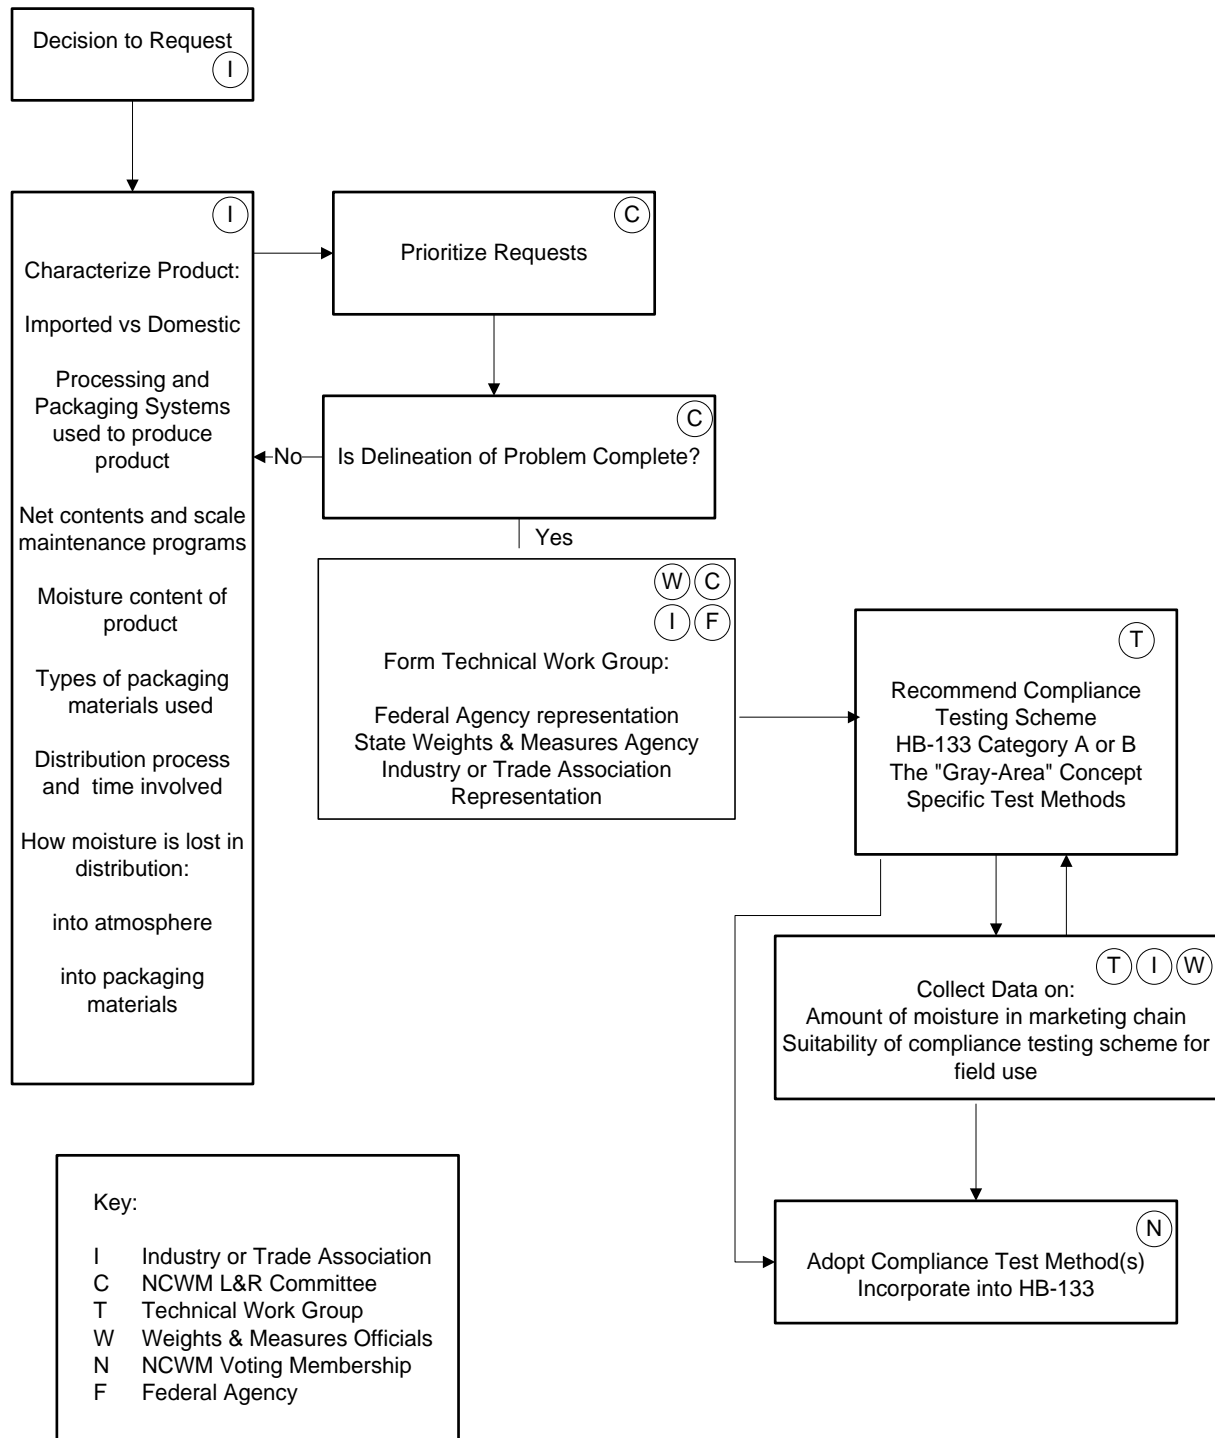 Decision to Request
I
I
Characterize Product:
Imported vs Domestic
Processing and
Packaging Systems
used to produce
product
Net contents and scale
maintenance programs
Moisture content of
product
Types of packaging
materials used
Distribution process
and time involved
How moisture is lost in
distribution:
into atmosphere
into packaging
materials
C
Prioritize Requests
C
Is Delineation of Problem Complete?
No
Yes
W C
I F
Form Technical Work Group:
Federal Agency representation
State Weights & Measures Agency
Industry or Trade Association
Representation
T
Recommend Compliance
Testing Scheme
HB-133 Category A or B
The "Gray-Area" Concept
Specific Test Methods
T I W
Collect Data on:
Amount of moisture in marketing chain
Suitability of compliance testing scheme for
field use
N
Adopt Compliance Test Method(s)
Incorporate into HB-133
Key:
I Industry or Trade Association
C NCWM L&R Committee
T Technical Work Group
W Weights & Measures Officials
N NCWM Voting Membership
F Federal Agency